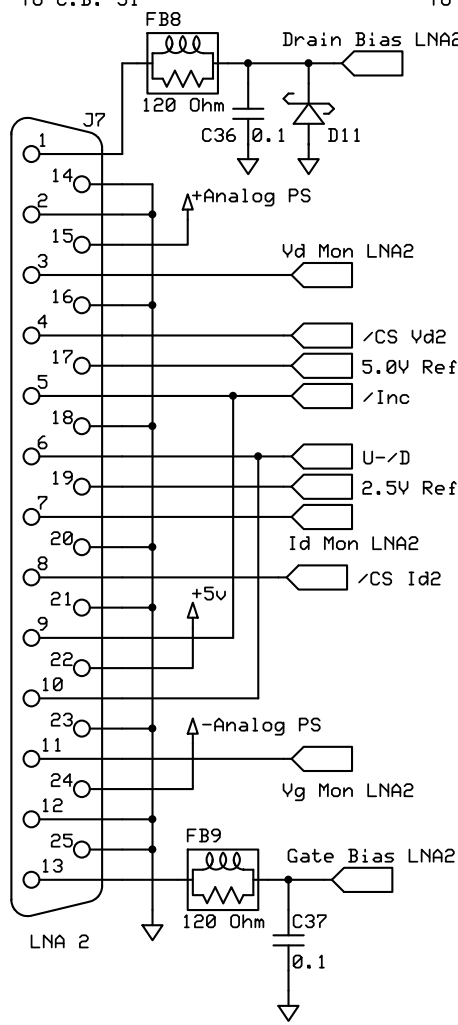 FB8
Drain Bias LNA2
120 Ohm
C36 0.1
D11
J7
1
14
+Analog PS
2
15
Vd Mon LNA2
3
16
4
/CS Vd2
17
5.0V Ref
5
/Inc
18
6
U-/D
19
2.5V Ref
7
Id Mon LNA2
20
8
/CS Id2
21
+5v
9
22
10
23
-Analog PS
11
24
Vg Mon LNA2
12
25
FB9
Gate Bias LNA2
13
120 Ohm
C37
0.1
LNA 2